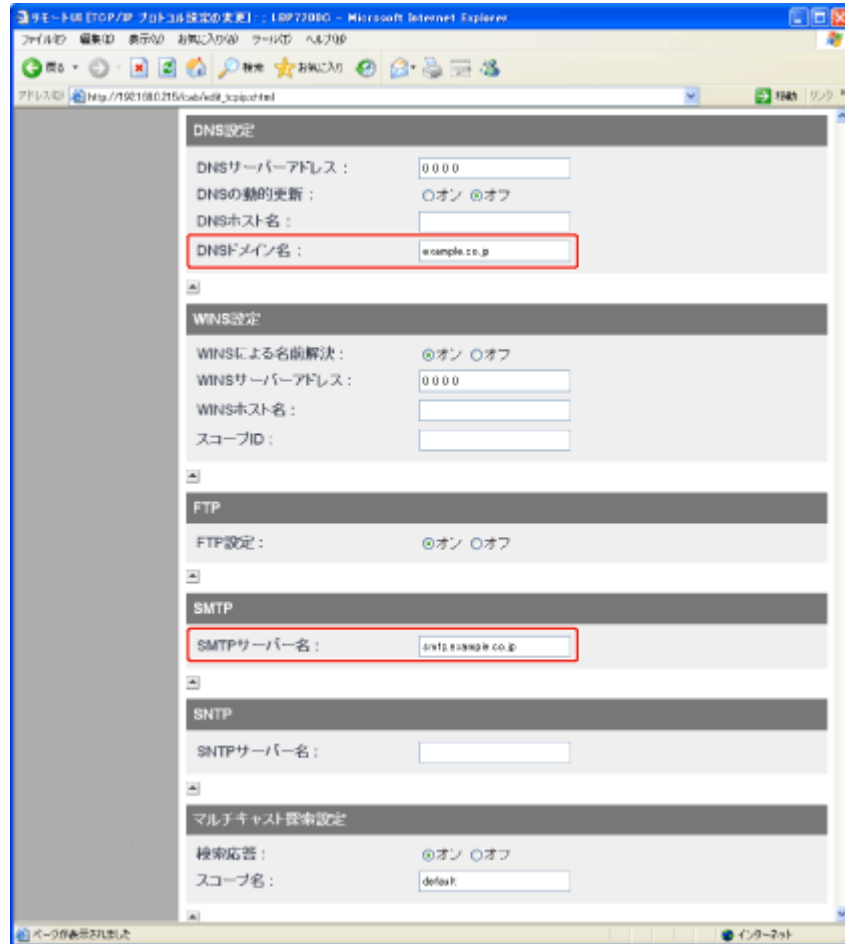 リモートUI [TCP/IP プロトコル設定の変更] : : LBP7200C - Microsoft Internet Explorer
ファイル(F) 編集(E) 表示(V) お気に入り(A) ツール(T) ヘルプ(H)
戻る 検索 お気に入り
アドレス(D) http://192.168.0.215/cab/edit_tcpip.shtml 移動 リンク
DNS設定
DNSサーバーアドレス : 0.0.0.0
DNSの動的更新 : オン オフ
DNSホスト名 :
DNSドメイン名 : example.co.jp
WINS設定
WINSによる名前解決 : オン オフ
WINSサーバーアドレス : 0.0.0.0
WINSホスト名 :
スコープID :
FTP
FTP設定 : オン オフ
SMTP
SMTPサーバー名 : smtp.example.co.jp
SNTP
SNTPサーバー名 :
マルチキャスト探索設定
検索応答 : オン オフ
スコープ名 : default
ページが表示されました インターネット